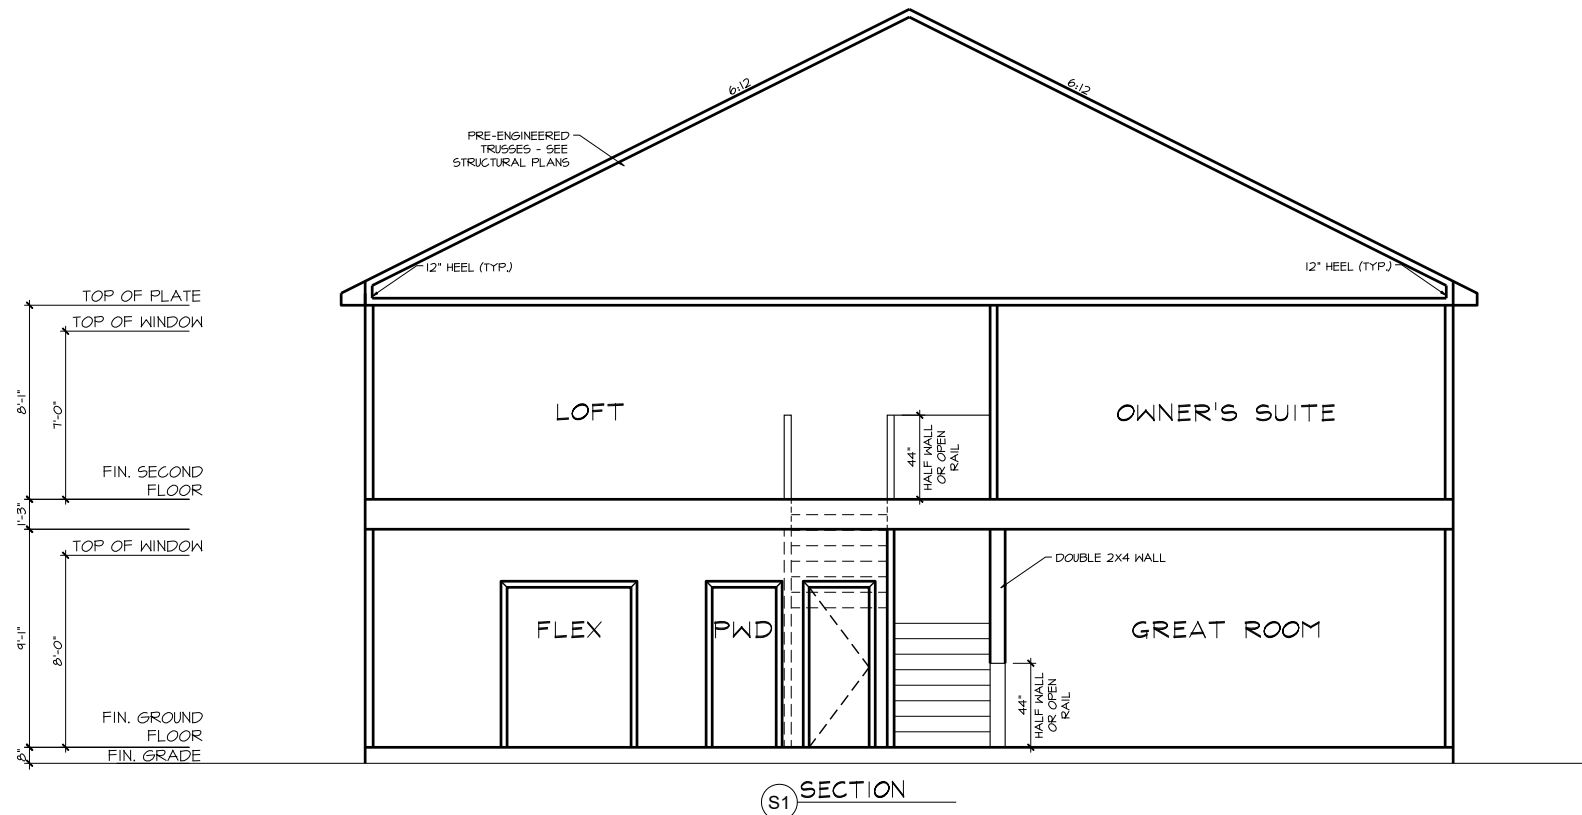 6:12
6:12
PRE-ENGINEERED
TRUSSES - SEE
STRUCTURAL PLANS
12" HEEL (TYP.)
12" HEEL (TYP.)
TOP OF PLATE
TOP OF WINDOW
8'-1"
7'-0"
LOFT
OWNER'S SUITE
44"
HALF WALL
OR OPEN
RAIL
FIN. SECOND
FLOOR
1'-3"
TOP OF WINDOW
DOUBLE 2X4 WALL
9'-1"
8'-0"
FLEX
PWD
GREAT ROOM
44"
HALF WALL
OR OPEN
RAIL
FIN. GROUND
FLOOR
8"
FIN. GRADE
S1 SECTION